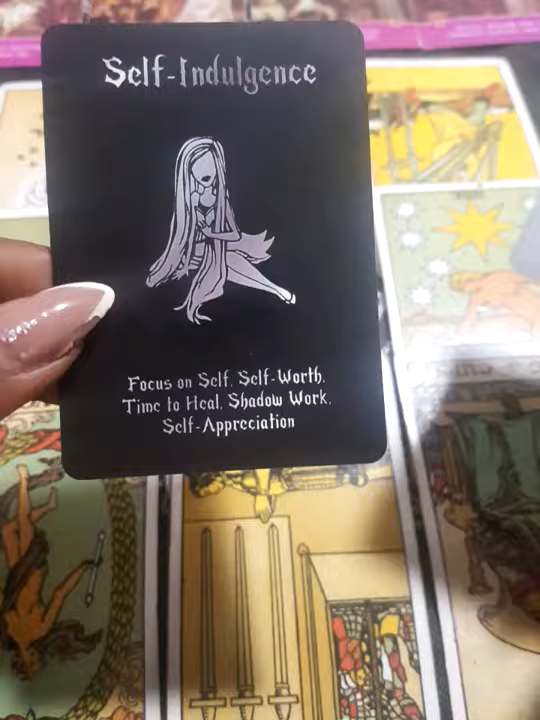 Self-Indulgence
Focus on Self, Self-Worth,
Time to Heal, Shadow Work,
Self-Appreciation